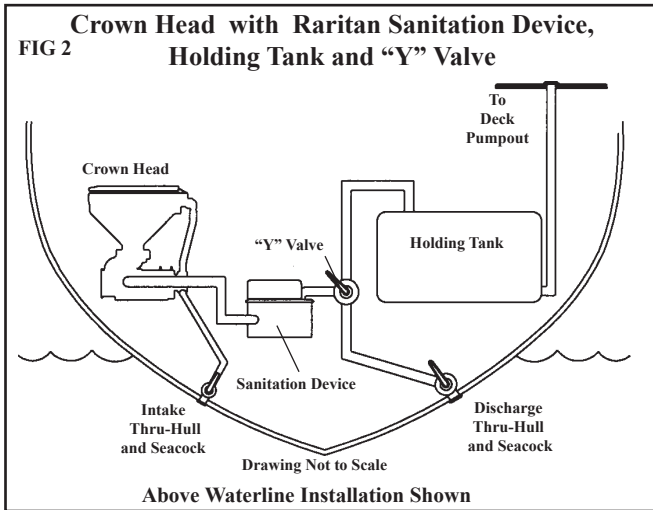 Crown Head with Raritan Sanitation Device,
FIG 2
Holding Tank and “Y” Valve
To
Deck
Pumpout
Crown Head
“Y” Valve
Holding Tank
Sanitation Device
Intake
Thru-Hull
and Seacock
Discharge
Thru-Hull
and Seacock
Drawing Not to Scale
Above Waterline Installation Shown